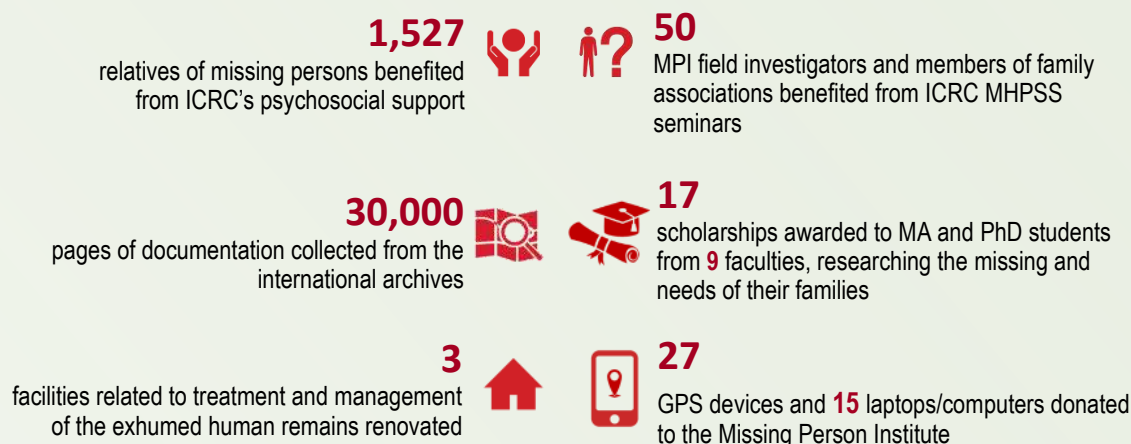 1,527
relatives of missing persons benefited
from ICRC's psychosocial support
50
MPI field investigators and members of family
associations benefited from ICRC MHPSS
seminars
30,000
pages of documentation collected from the
international archives
17
scholarships awarded to MA and PhD students
from 9 faculties, researching the missing and
needs of their families
3
facilities related to treatment and management
of the exhumed human remains renovated
27
GPS devices and 15 laptops/computers donated
to the Missing Person Institute